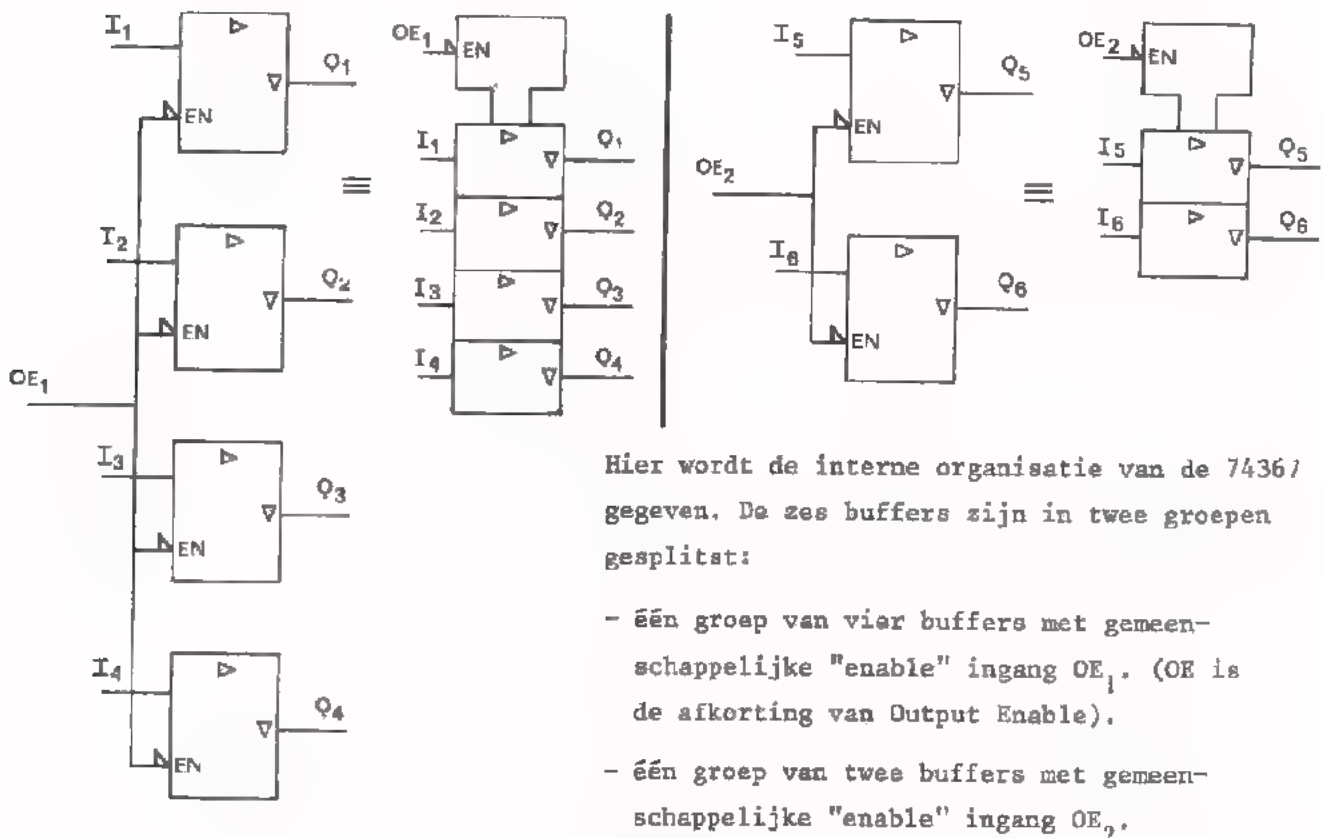 I1
Q1
EN
I2
Q2
EN
OE1
I3
Q3
EN
I4
Q4
EN
≡
OE1
EN
I1
Q1
I2
Q2
I3
Q3
I4
Q4
I5
Q5
EN
OE2
I6
Q6
EN
≡
OE2
EN
I5
Q5
I6
Q6
Hier wordt de interne organisatie van de 74367
gegeven. De zes buffers zijn in twee groepen
gesplitst:
- één groep van vier buffers met gemeen-
schappelijke "enable" ingang OE1. (OE is
de afkorting van Output Enable).
- één groep van twee buffers met gemeen-
schappelijke "enable" ingang OE2.